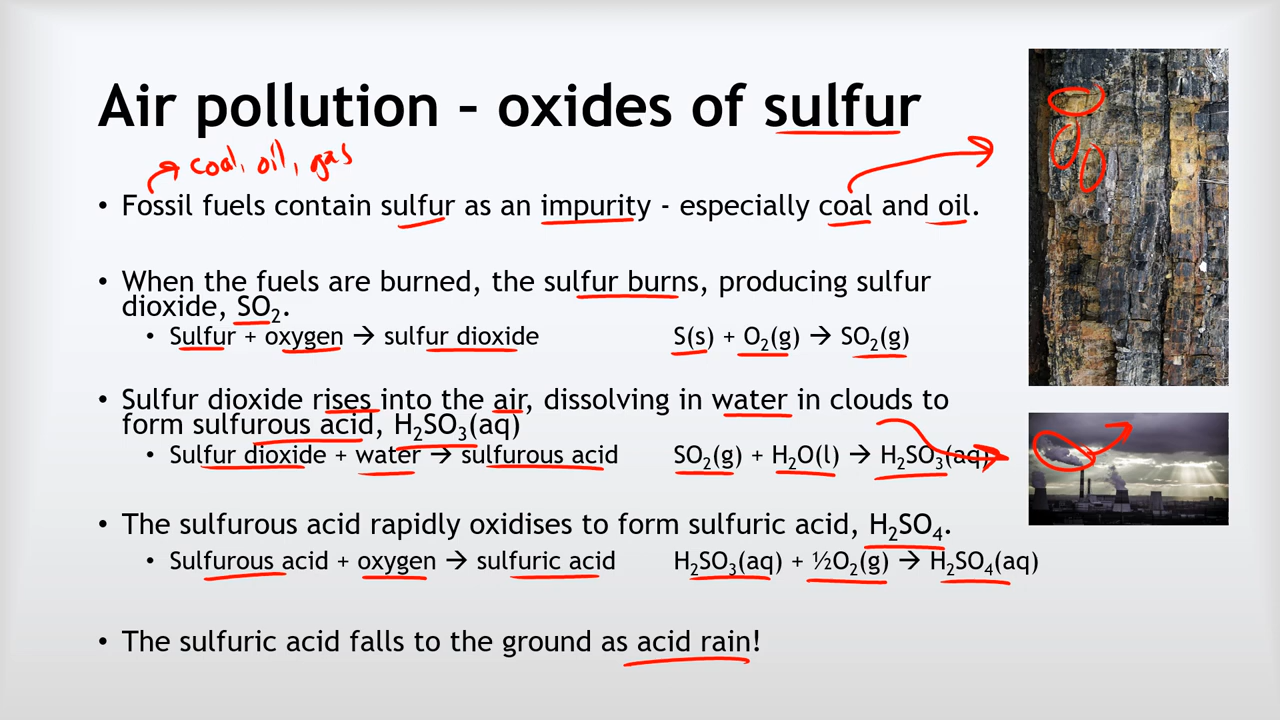 Air pollution – oxides of sulfur
coal, oil, gas
• Fossil fuels contain sulfur as an impurity - especially coal and oil.
• When the fuels are burned, the sulfur burns, producing sulfur
dioxide, SO₂.
• Sulfur + oxygen → sulfur dioxide S(s) + O₂(g) → SO₂(g)
• Sulfur dioxide rises into the air, dissolving in water in clouds to
form sulfurous acid, H₂SO₃(aq)
• Sulfur dioxide + water → sulfurous acid SO₂(g) + H₂O(l) → H₂SO₃(aq)
• The sulfurous acid rapidly oxidises to form sulfuric acid, H₂SO₄.
• Sulfurous acid + oxygen → sulfuric acid H₂SO₃(aq) + ½O₂(g) → H₂SO₄(aq)
• The sulfuric acid falls to the ground as acid rain!